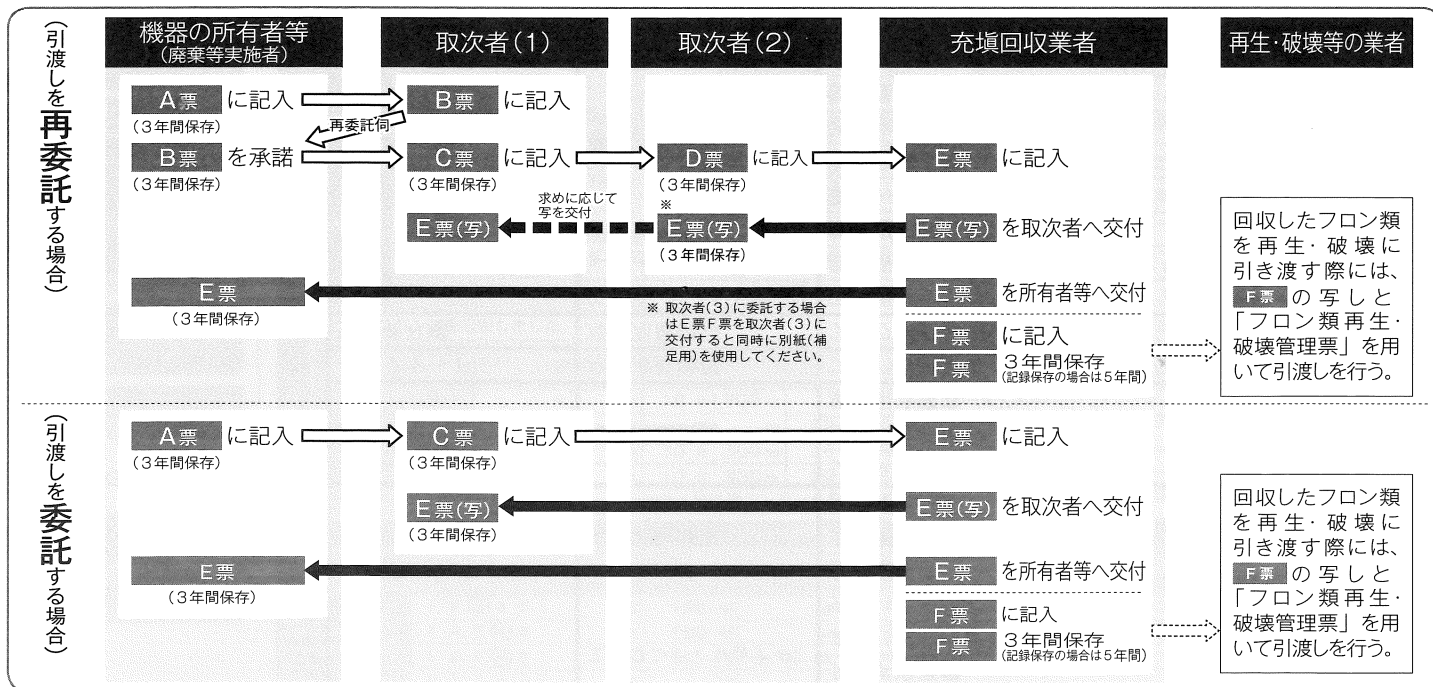 機器の所有者等
(廃棄等実施者)
取次者(1)
取次者(2)
充塡回収業者
再生・破壊等の業者
(引渡しを再委託する場合)
A票 に記入
(3年間保存)
B票 に記入
再委託伺
B票 を承諾
(3年間保存)
C票 に記入
(3年間保存)
D票 に記入
(3年間保存)
E票 に記入
E票(写)
求めに応じて
写を交付
※
E票(写)
(3年間保存)
E票(写) を取次者へ交付
E票
(3年間保存)
E票 を所有者等へ交付
※ 取次者(3)に委託する場合
はE票F票を取次者(3)に
交付すると同時に別紙(補
足用)を使用してください。
F票 に記入
F票 3年間保存
(記録保存の場合は5年間)
回収したフロン類
を再生・破壊に
引き渡す際には、
F票 の写しと
「フロン類再生・
破壊管理票」を用
いて引渡しを行う。
(引渡しを委託する場合)
A票 に記入
(3年間保存)
C票 に記入
(3年間保存)
E票 に記入
E票(写)
(3年間保存)
E票(写) を取次者へ交付
E票
(3年間保存)
E票 を所有者等へ交付
F票 に記入
F票 3年間保存
(記録保存の場合は5年間)
回収したフロン類
を再生・破壊に
引き渡す際には、
F票 の写しと
「フロン類再生・
破壊管理票」を用
いて引渡しを行う。